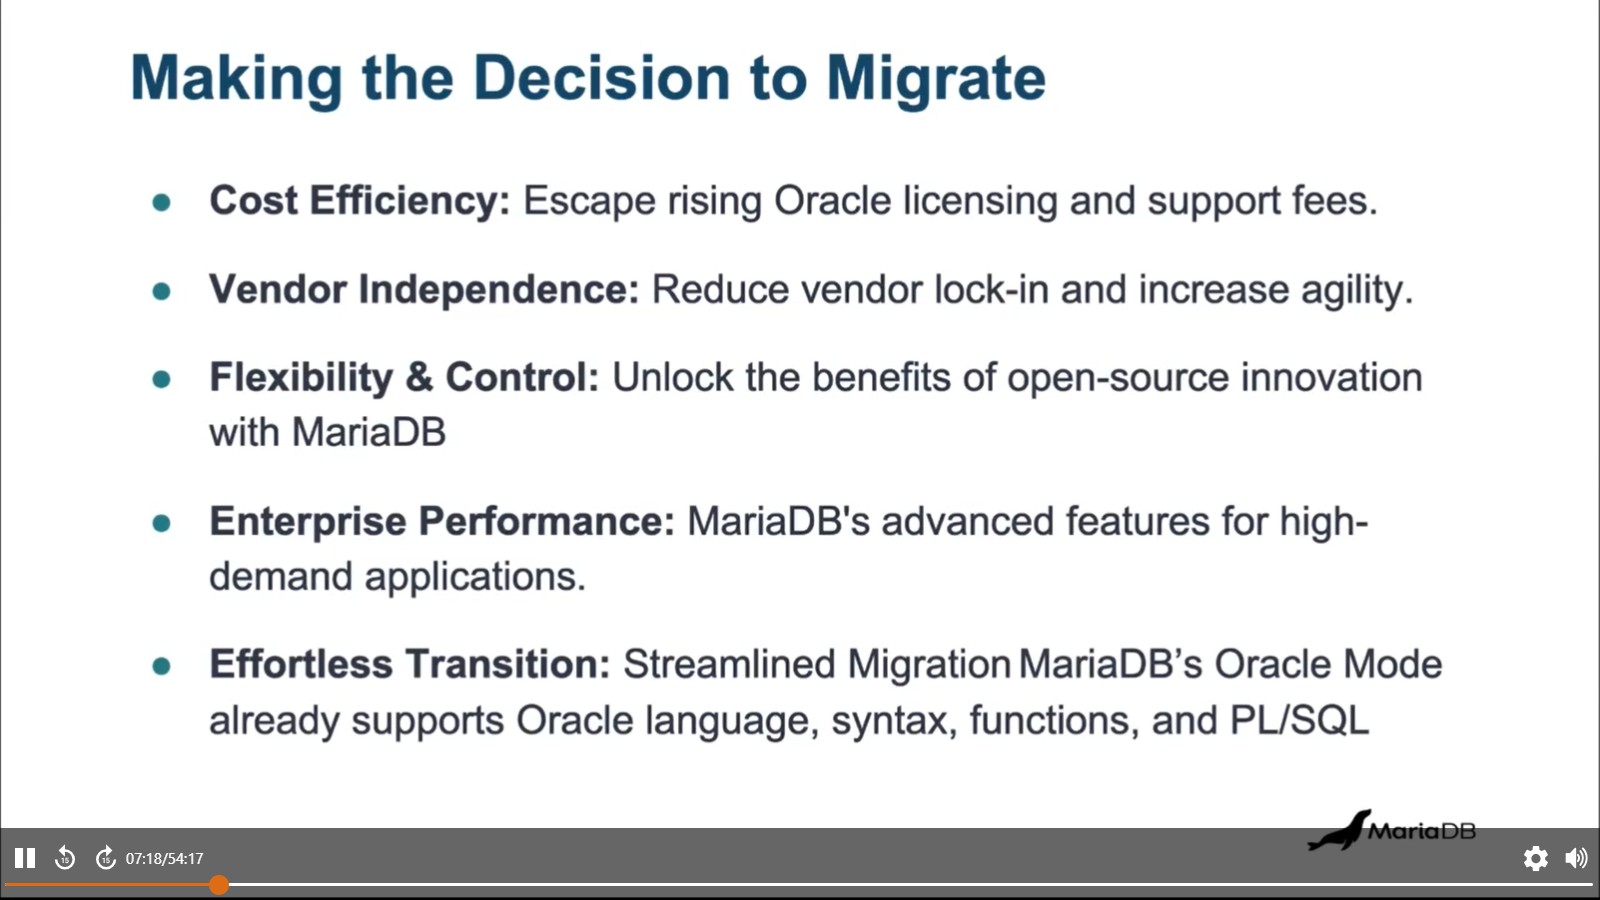 Making the Decision to Migrate
● Cost Efficiency: Escape rising Oracle licensing and support fees.
● Vendor Independence: Reduce vendor lock-in and increase agility.
● Flexibility & Control: Unlock the benefits of open-source innovation
with MariaDB
● Enterprise Performance: MariaDB's advanced features for high-
demand applications.
● Effortless Transition: Streamlined Migration MariaDB’s Oracle Mode
already supports Oracle language, syntax, functions, and PL/SQL
MariaDB
15 15 07:18/54:17